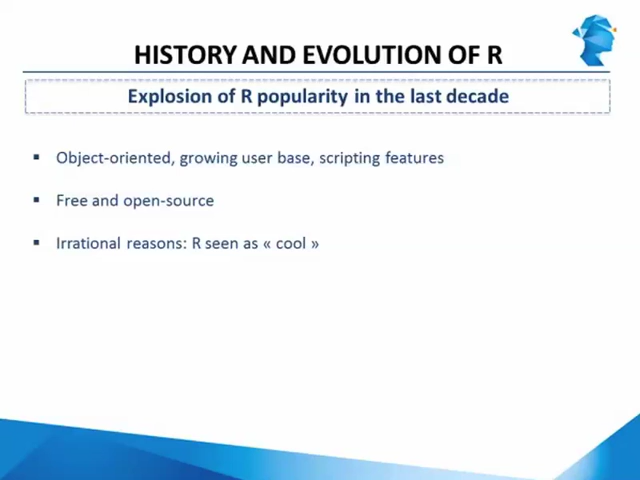 HISTORY AND EVOLUTION OF R
Explosion of R popularity in the last decade
▪ Object-oriented, growing user base, scripting features
▪ Free and open-source
▪ Irrational reasons: R seen as « cool »